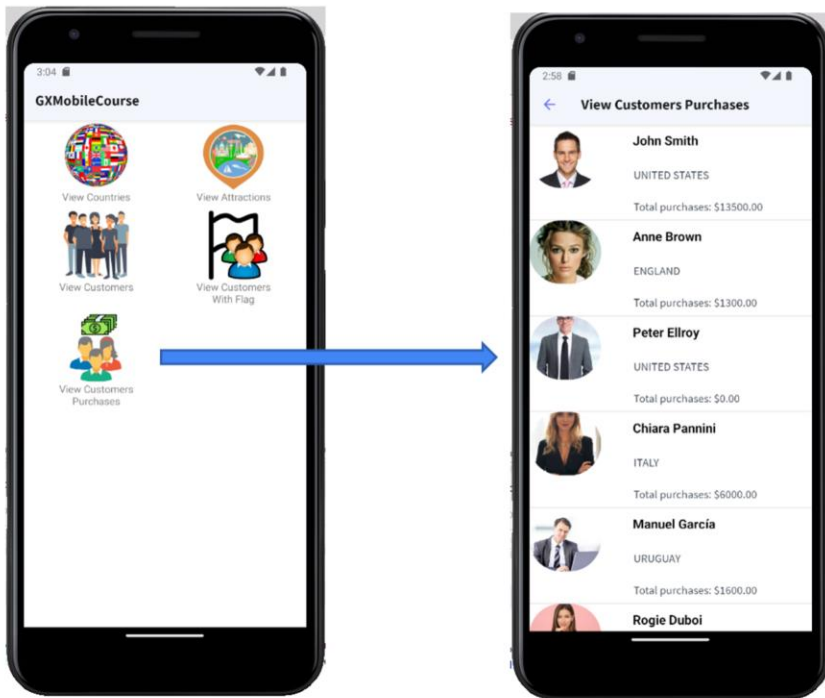 3:04
GXMobileCourse
View Countries
View Attractions
View Customers
View Customers
With Flag
View Customers
Purchases
2:58
View Customers Purchases
John Smith
UNITED STATES
Total purchases: $13500.00
Anne Brown
ENGLAND
Total purchases: $1300.00
Peter Ellroy
UNITED STATES
Total purchases: $0.00
Chiara Pannini
ITALY
Total purchases: $6000.00
Manuel García
URUGUAY
Total purchases: $1600.00
Rogie Duboi